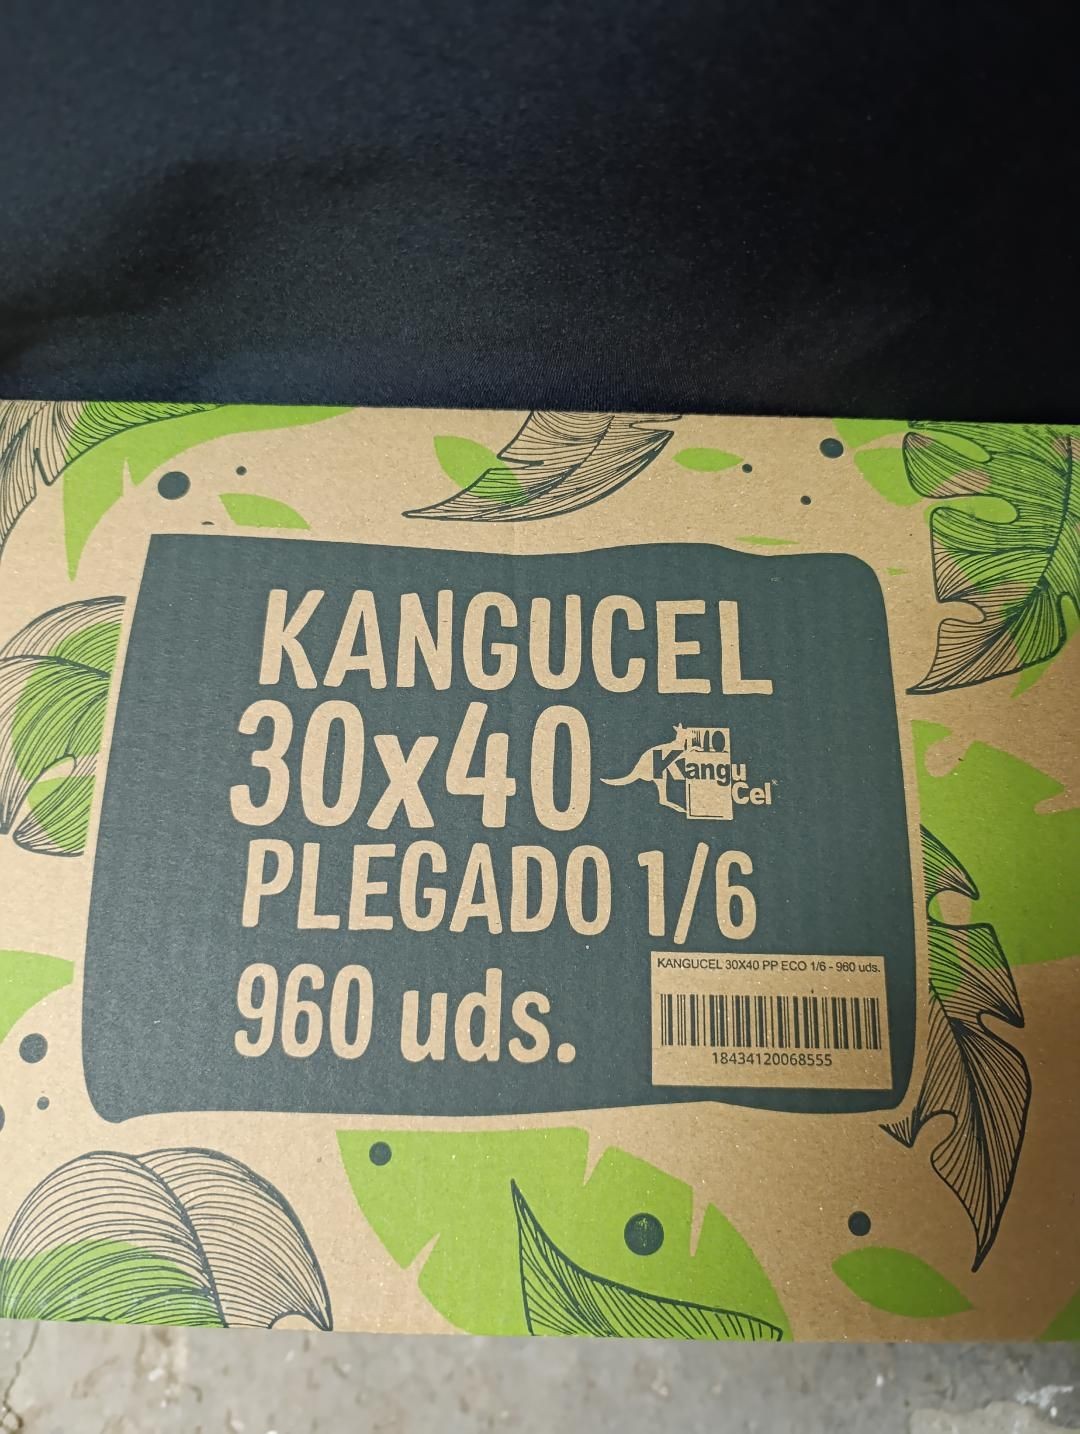 KANGUCEL
30x40
Kangu
Cel
PLEGADO 1/6
960 uds.
KANGUCEL 30X40 PP ECO 1/6 - 960 uds.
18434120068555